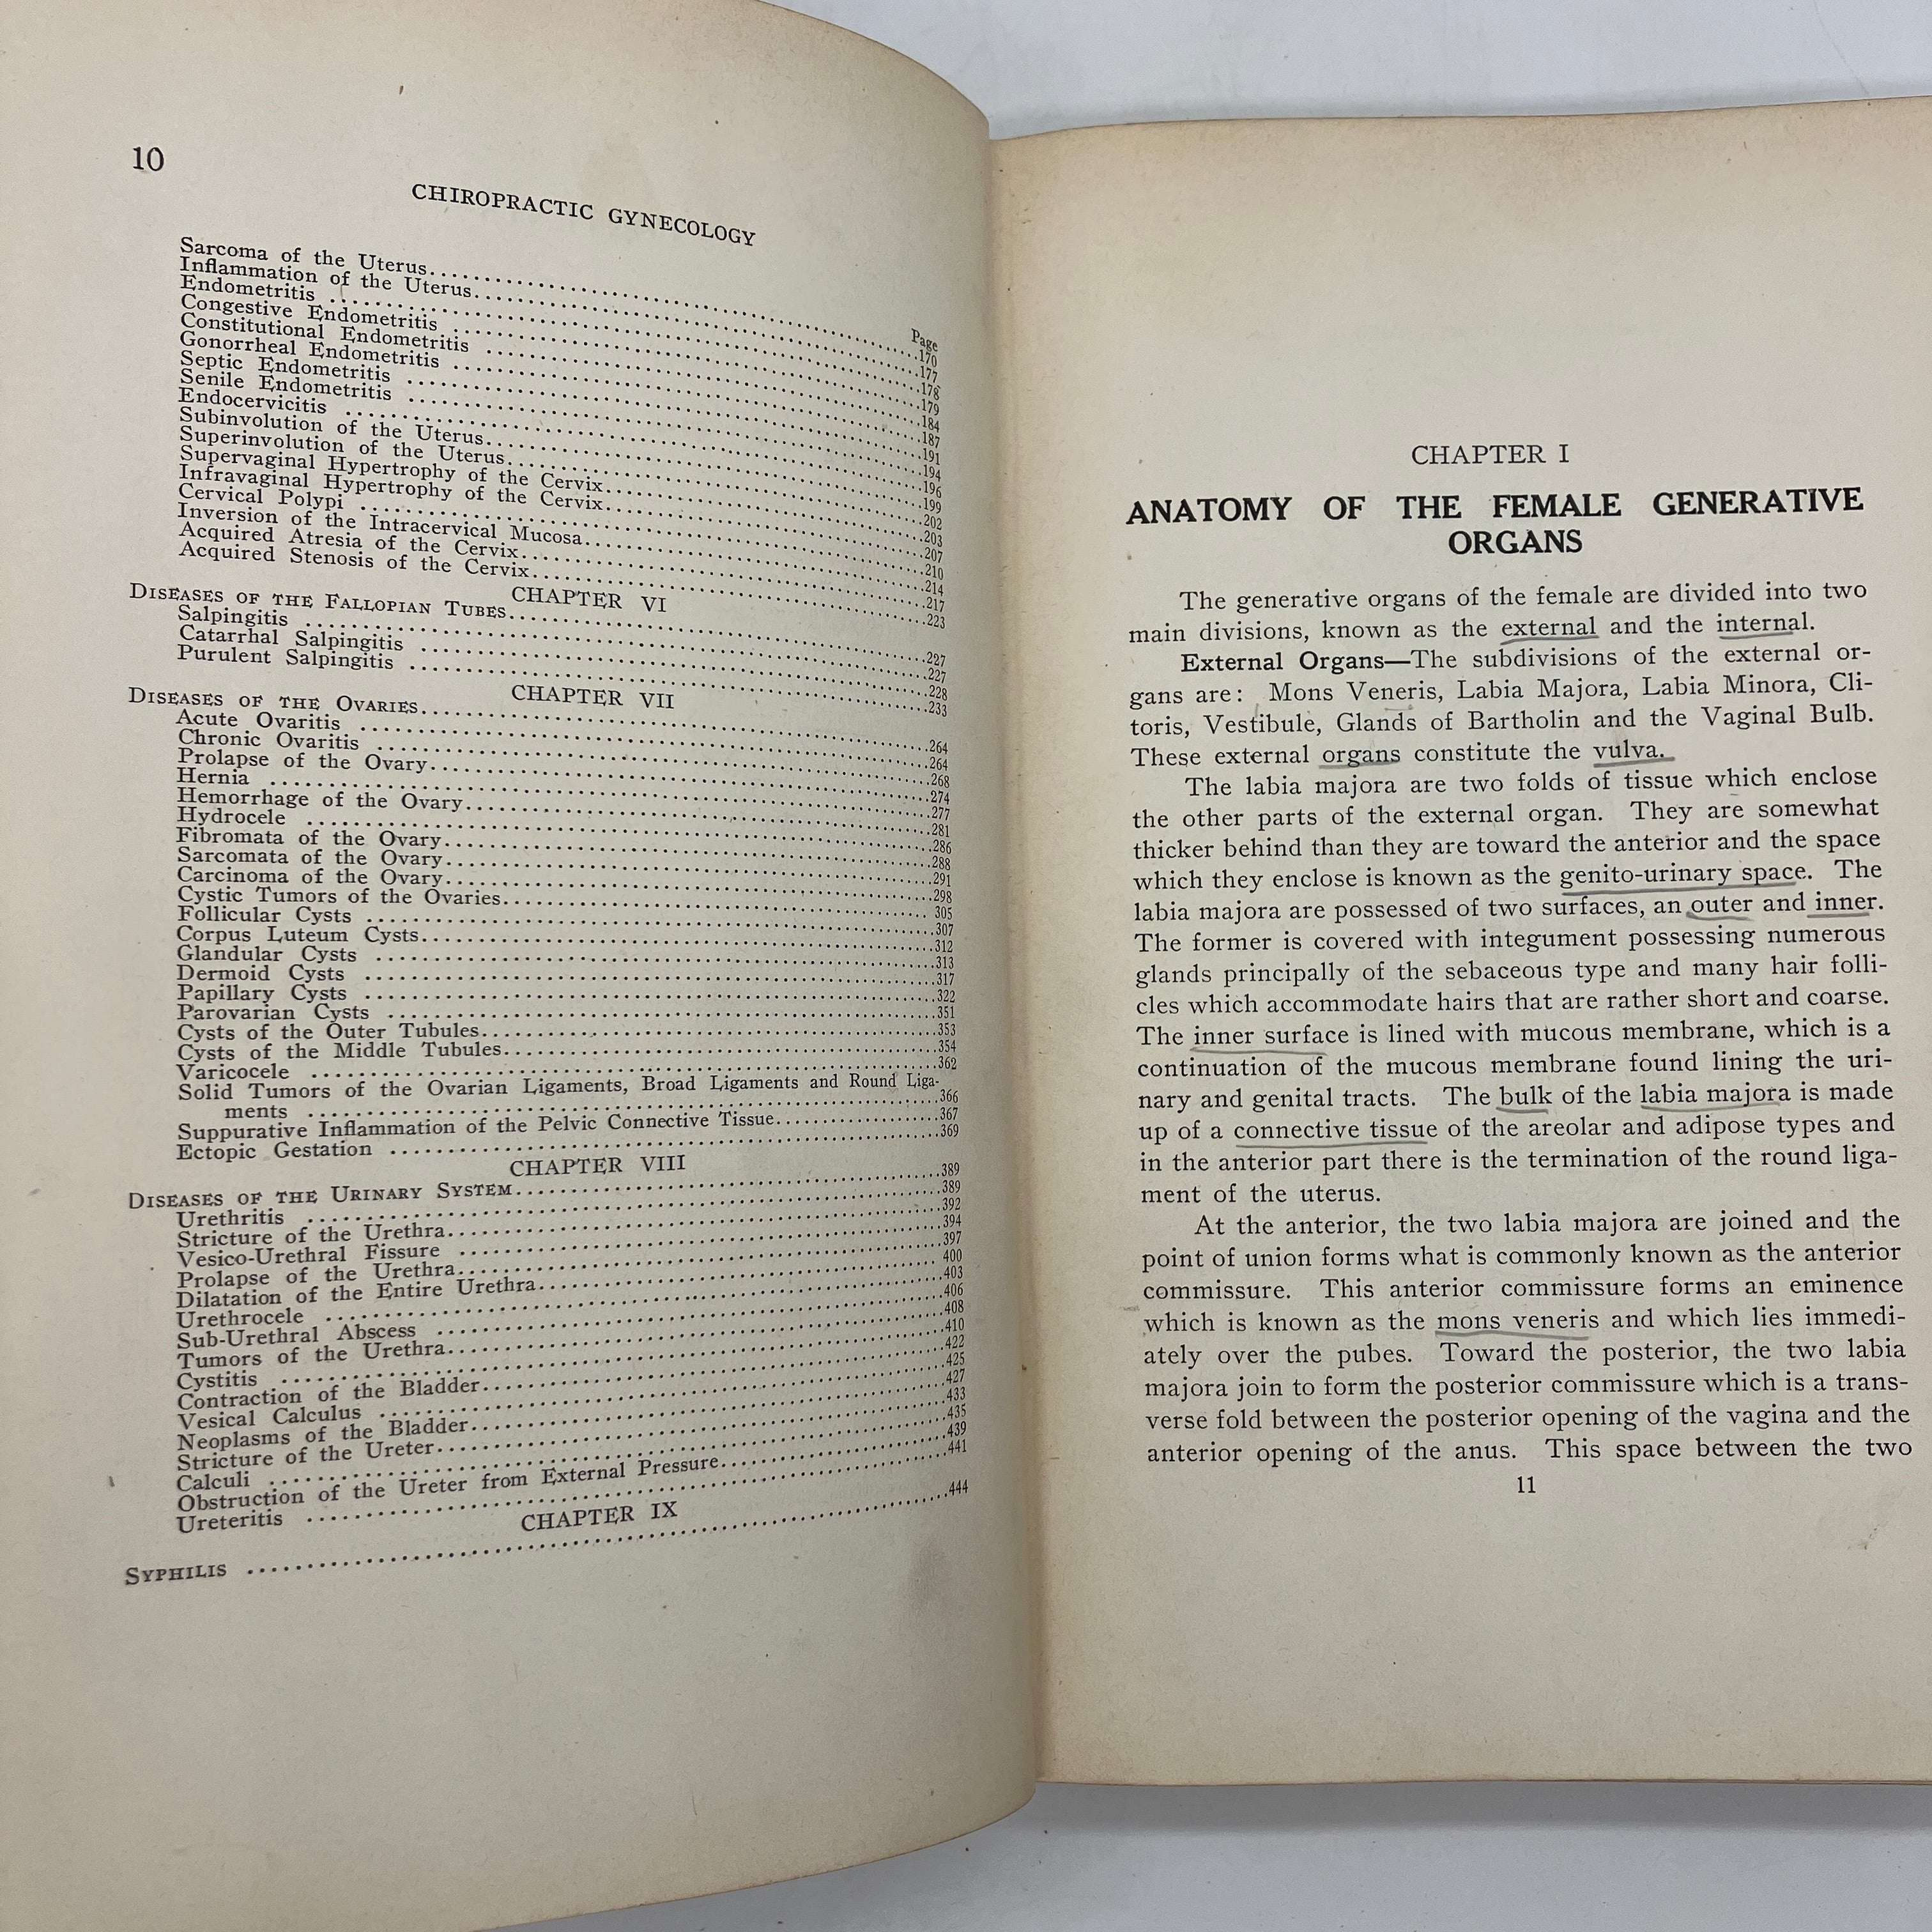 10
CHIROPRACTIC GYNECOLOGY
Page
Sarcoma of the Uterus..........170
Inflammation of the Uterus..........177
Endometritis ..........178
Congestive Endometritis ..........179
Constitutional Endometritis ..........184
Gonorrheal Endometritis ..........187
Septic Endometritis ..........191
Senile Endometritis ..........194
Endocervicitis ..........196
Subinvolution of the Uterus..........199
Superinvolution of the Uterus..........202
Supervaginal Hypertrophy of the Cervix..........203
Infravaginal Hypertrophy of the Cervix..........207
Cervical Polypi ..........210
Inversion of the Intracervical Mucosa..........214
Acquired Atresia of the Cervix..........217
Acquired Stenosis of the Cervix..........223
CHAPTER VI
DISEASES OF THE FALLOPIAN TUBES..........227
Salpingitis ..........227
Catarrhal Salpingitis ..........228
Purulent Salpingitis ..........233
CHAPTER VII
DISEASES OF THE OVARIES..........264
Acute Ovaritis ..........264
Chronic Ovaritis ..........268
Prolapse of the Ovary..........274
Hernia ..........277
Hemorrhage of the Ovary..........281
Hydrocele ..........286
Fibromata of the Ovary..........288
Sarcomata of the Ovary..........291
Carcinoma of the Ovary..........298
Cystic Tumors of the Ovaries..........305
Follicular Cysts ..........307
Corpus Luteum Cysts..........312
Glandular Cysts ..........313
Dermoid Cysts ..........317
Papillary Cysts ..........322
Parovarian Cysts ..........351
Cysts of the Outer Tubules..........353
Cysts of the Middle Tubules..........354
Varicocele ..........362
Solid Tumors of the Ovarian Ligaments, Broad Ligaments and Round Liga-
ments ..........366
Suppurative Inflammation of the Pelvic Connective Tissue..........367
Ectopic Gestation ..........369
CHAPTER VIII
DISEASES OF THE URINARY SYSTEM..........389
Urethritis ..........389
Stricture of the Urethra..........392
Vesico-Urethral Fissure ..........394
Prolapse of the Urethra..........397
Dilatation of the Entire Urethra..........400
Urethrocele ..........403
Sub-Urethral Abscess ..........406
Tumors of the Urethra..........408
Cystitis ..........410
Contraction of the Bladder..........422
Vesical Calculus ..........425
Neoplasms of the Bladder..........427
Stricture of the Ureter..........433
Calculi ..........435
Obstruction of the Ureter from External Pressure..........439
Ureteritis ..........441
CHAPTER IX
SYPHILIS ..........444
CHAPTER I
ANATOMY OF THE FEMALE GENERATIVE
ORGANS
The generative organs of the female are divided into two
main divisions, known as the external and the internal.
External Organs—The subdivisions of the external or-
gans are: Mons Veneris, Labia Majora, Labia Minora, Cli-
toris, Vestibule, Glands of Bartholin and the Vaginal Bulb.
These external organs constitute the vulva.
The labia majora are two folds of tissue which enclose
the other parts of the external organ. They are somewhat
thicker behind than they are toward the anterior and the space
which they enclose is known as the genito-urinary space. The
labia majora are possessed of two surfaces, an outer and inner.
The former is covered with integument possessing numerous
glands principally of the sebaceous type and many hair folli-
cles which accommodate hairs that are rather short and coarse.
The inner surface is lined with mucous membrane, which is a
continuation of the mucous membrane found lining the uri-
nary and genital tracts. The bulk of the labia majora is made
up of a connective tissue of the areolar and adipose types and
in the anterior part there is the termination of the round liga-
ment of the uterus.
At the anterior, the two labia majora are joined and the
point of union forms what is commonly known as the anterior
commissure. This anterior commissure forms an eminence
which is known as the mons veneris and which lies immedi-
ately over the pubes. Toward the posterior, the two labia
majora join to form the posterior commissure which is a trans-
verse fold between the posterior opening of the vagina and the
anterior opening of the anus. This space between the two
11